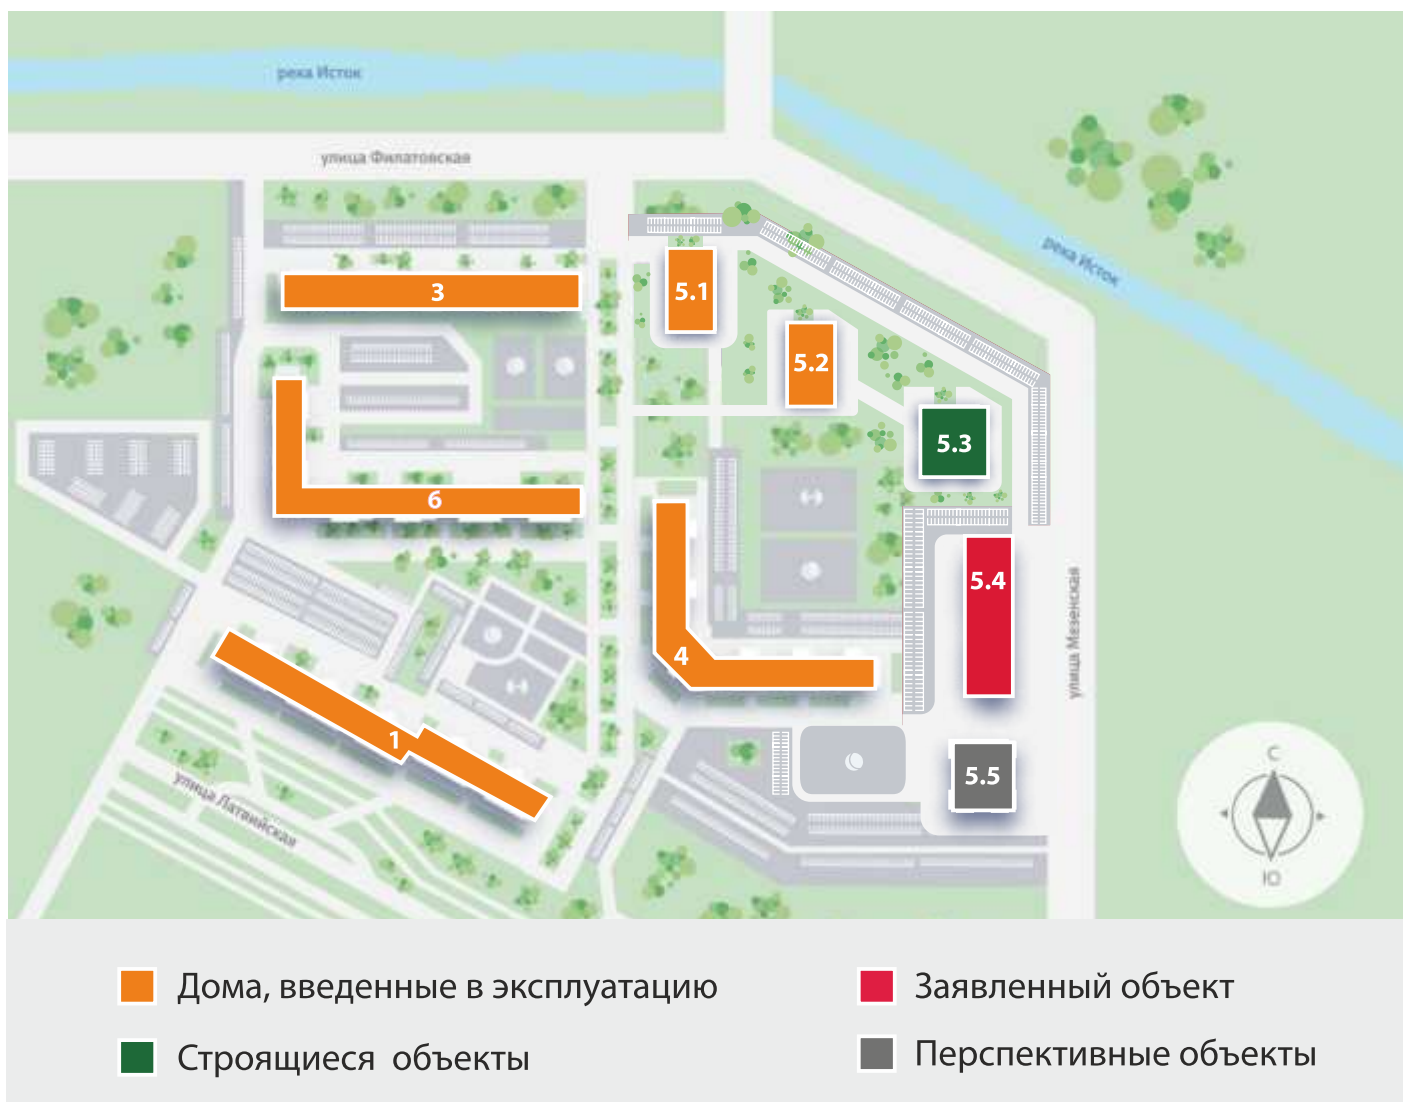 река Исток
улица Филатовская
река Исток
3
5.1
5.2
5.3
6
5.4
4
улица Мезенская
1
5.5
улица Латвийская
С
Ю
Дома, введенные в эксплуатацию
Строящиеся объекты
Заявленный объект
Перспективные объекты